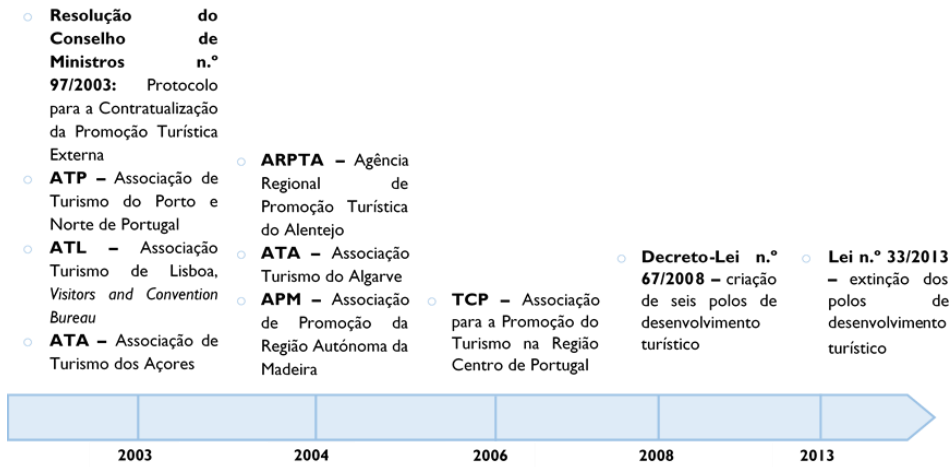 Resolução do
Conselho de
Ministros n.º
97/2003: Protocolo
para a Contratualização
da Promoção Turística
Externa
ATP – Associação de
Turismo do Porto e
Norte de Portugal
ATL – Associação
Turismo de Lisboa,
Visitors and Convention
Bureau
ATA – Associação de
Turismo dos Açores
ARPTA – Agência
Regional de
Promoção Turística
do Alentejo
ATA – Associação
Turismo do Algarve
APM – Associação
de Promoção da
Região Autónoma da
Madeira
TCP – Associação
para a Promoção do
Turismo na Região
Centro de Portugal
Decreto-Lei n.º
67/2008 – criação
de seis polos de
desenvolvimento
turístico
Lei n.º 33/2013
– extinção dos
polos de
desenvolvimento
turístico
2003
2004
2006
2008
2013